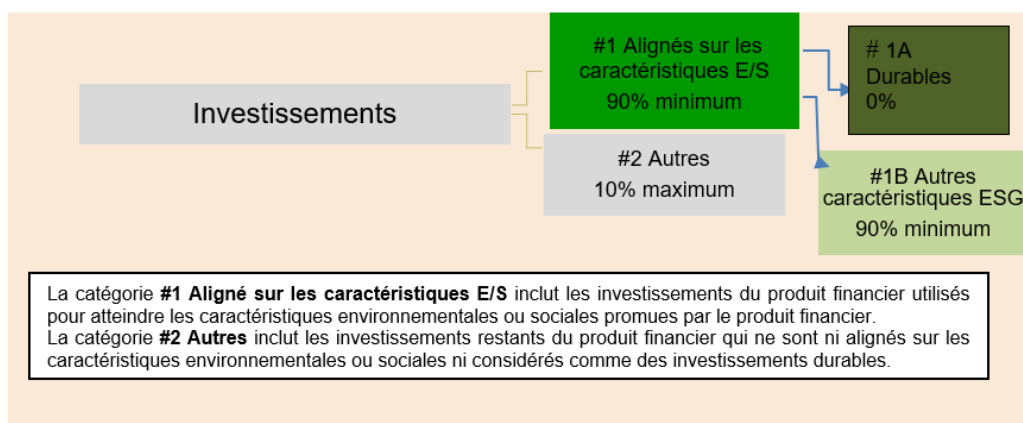 Investissements
#1 Alignés sur les
caractéristiques E/S
90% minimum
# 1A
Durables
0%
#2 Autres
10% maximum
#1B Autres
caractéristiques ESG
90% minimum
La catégorie #1 Aligné sur les caractéristiques E/S inclut les investissements du produit financier utilisés
pour atteindre les caractéristiques environnementales ou sociales promues par le produit financier.
La catégorie #2 Autres inclut les investissements restants du produit financier qui ne sont ni alignés sur les
caractéristiques environnementales ou sociales ni considérés comme des investissements durables.